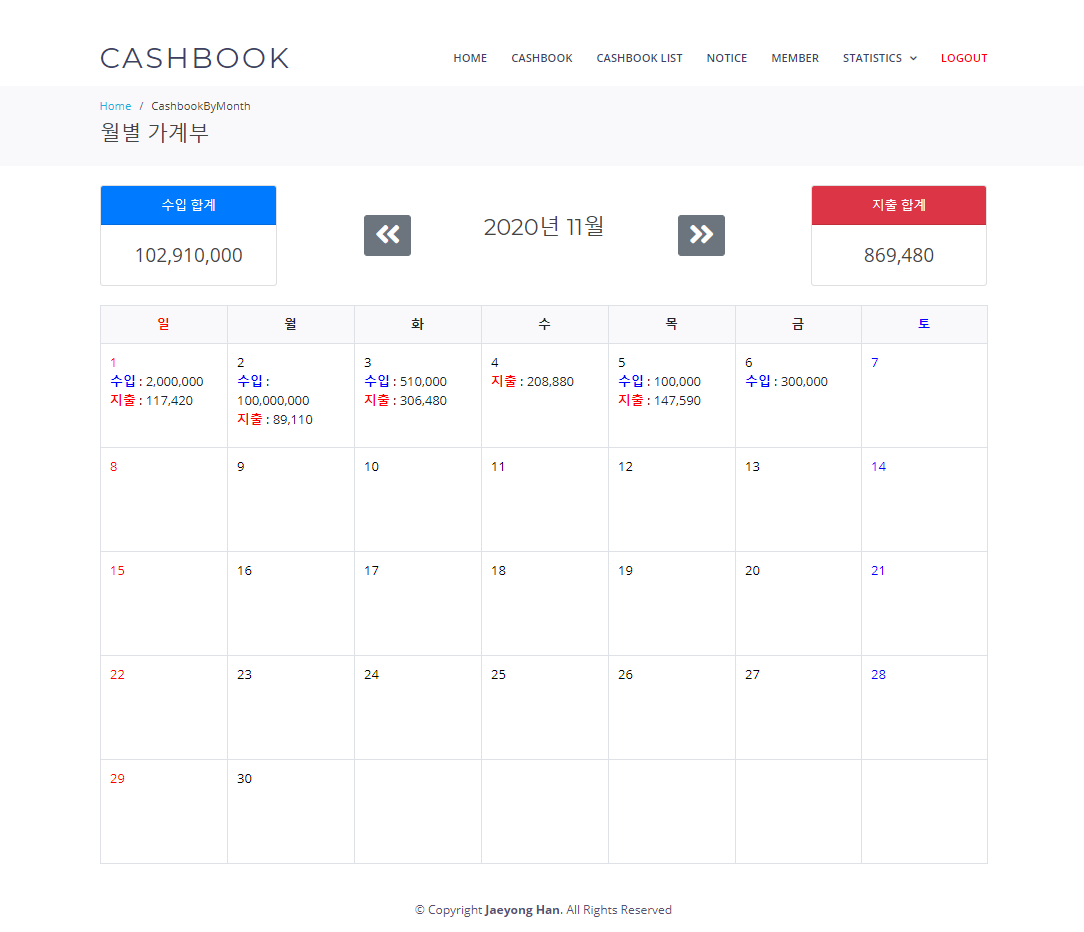 CASHBOOK
HOME CASHBOOK CASHBOOK LIST NOTICE MEMBER STATISTICS LOGOUT
Home / CashbookByMonth
월별 가계부
수입 합계
102,910,000
2020년 11월
지출 합계
869,480
일 월 화 수 목 금 토
1
수입 : 2,000,000
지출 : 117,420
2
수입 :
100,000,000
지출 : 89,110
3
수입 : 510,000
지출 : 306,480
4
지출 : 208,880
5
수입 : 100,000
지출 : 147,590
6
수입 : 300,000
7
8 9 10 11 12 13 14
15 16 17 18 19 20 21
22 23 24 25 26 27 28
29 30
© Copyright Jaeyong Han. All Rights Reserved